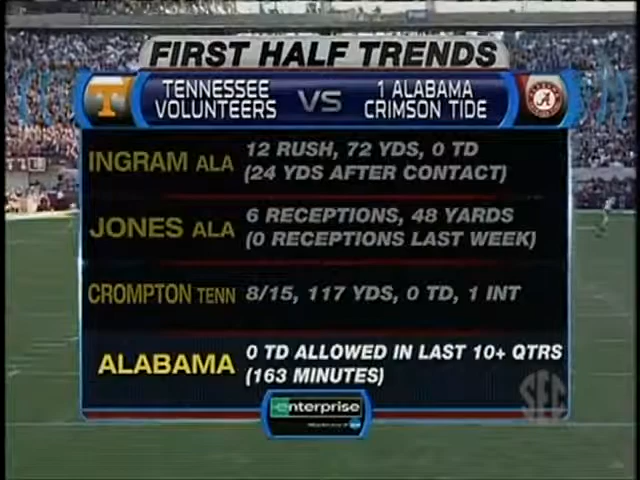 FIRST HALF TRENDS
TENNESSEE VOLUNTEERS
VS
1 ALABAMA CRIMSON TIDE
INGRAM ALA
12 RUSH, 72 YDS, 0 TD
(24 YDS AFTER CONTACT)
JONES ALA
6 RECEPTIONS, 48 YARDS
(0 RECEPTIONS LAST WEEK)
CROMPTON TENN
8/15, 117 YDS, 0 TD, 1 INT
ALABAMA
0 TD ALLOWED IN LAST 10+ QTRS
(163 MINUTES)
SEC
enterprise